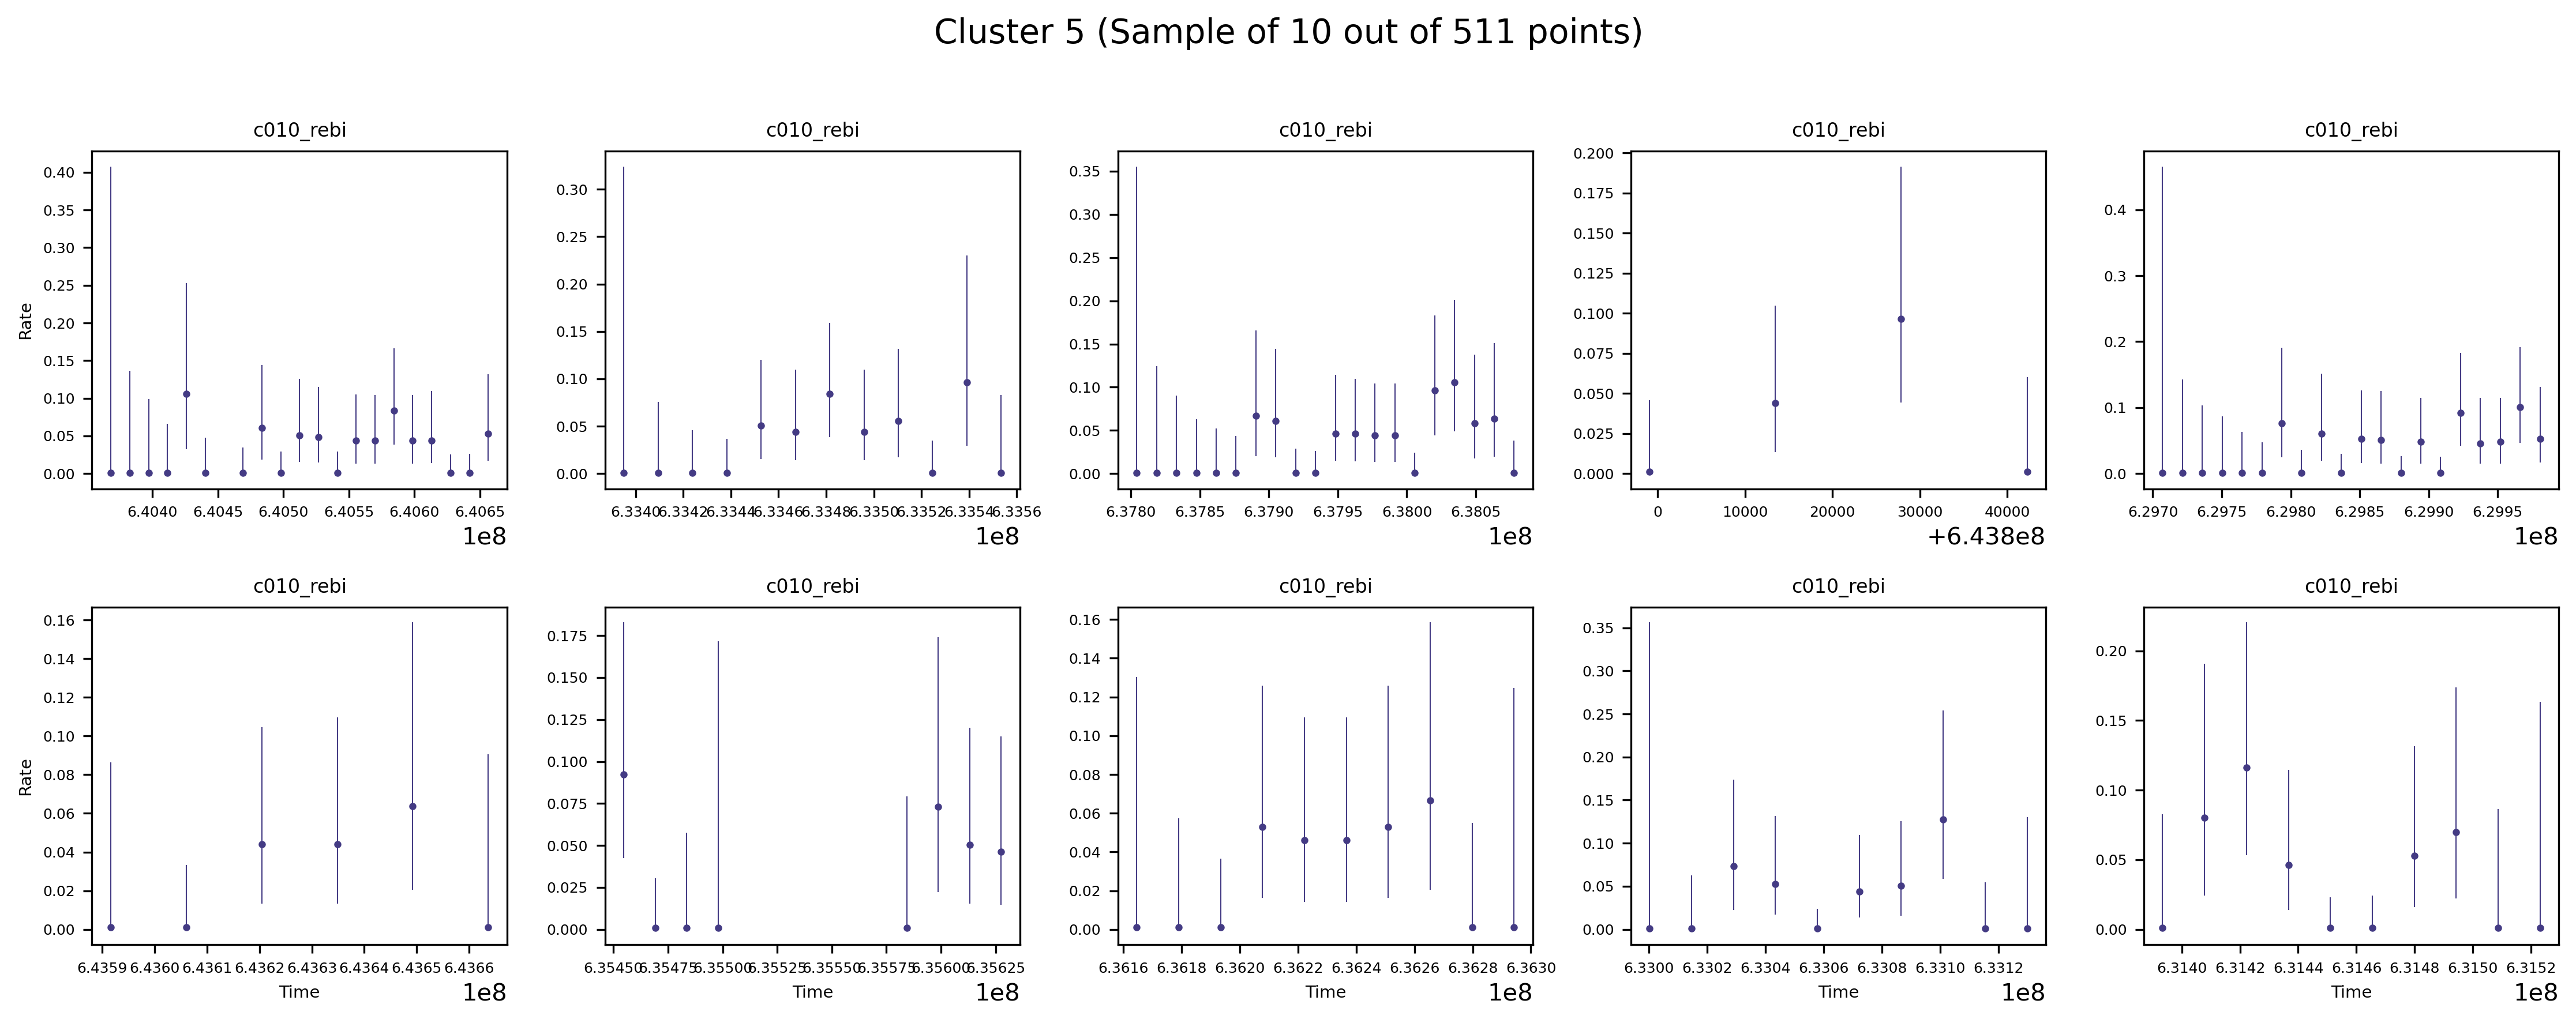 Cluster 5 (Sample of 10 out of 511 points)
c010_rebi
c010_rebi
c010_rebi
c010_rebi
c010_rebi
Rate
0.40
0.35
0.30
0.25
0.20
0.15
0.10
0.05
0.00
6.4040 6.4045 6.4050 6.4055 6.4060 6.4065
1e8
0.30
0.25
0.20
0.15
0.10
0.05
0.00
6.3340 6.3342 6.3344 6.3346 6.3348 6.3350 6.3352 6.3354 6.3356
1e8
0.35
0.30
0.25
0.20
0.15
0.10
0.05
0.00
6.3780 6.3785 6.3790 6.3795 6.3800 6.3805
1e8
0.200
0.175
0.150
0.125
0.100
0.075
0.050
0.025
0.000
0 10000 20000 30000 40000
+6.438e8
0.4
0.3
0.2
0.1
0.0
6.2970 6.2975 6.2980 6.2985 6.2990 6.2995
1e8
c010_rebi
c010_rebi
c010_rebi
c010_rebi
c010_rebi
Rate
0.16
0.14
0.12
0.10
0.08
0.06
0.04
0.02
0.00
6.4359 6.4360 6.4361 6.4362 6.4363 6.4364 6.4365 6.4366
Time
1e8
0.175
0.150
0.125
0.100
0.075
0.050
0.025
0.000
6.35450 6.35475 6.35500 6.35525 6.35550 6.35575 6.35600 6.35625
Time
1e8
0.16
0.14
0.12
0.10
0.08
0.06
0.04
0.02
0.00
6.3616 6.3618 6.3620 6.3622 6.3624 6.3626 6.3628 6.3630
Time
1e8
0.35
0.30
0.25
0.20
0.15
0.10
0.05
0.00
6.3300 6.3302 6.3304 6.3306 6.3308 6.3310 6.3312
Time
1e8
0.20
0.15
0.10
0.05
0.00
6.3140 6.3142 6.3144 6.3146 6.3148 6.3150 6.3152
Time
1e8